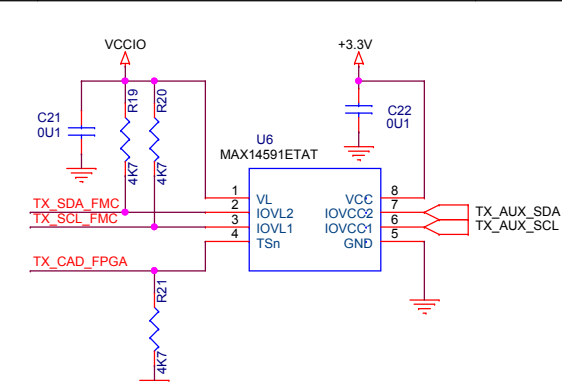 VCCIO
+3.3V
R19
R20
C21
0U1
C22
0U1
U6
MAX14591ETAT
4K7
4K7
1
VL
VCC
8
TX_SDA_FMC
2
IOVL2
IOVCC2
7
TX_AUX_SDA
TX_SCL_FMC
3
IOVL1
IOVCC1
6
TX_AUX_SCL
4
TSn
GND
5
TX_CAD_FPGA
R21
4K7